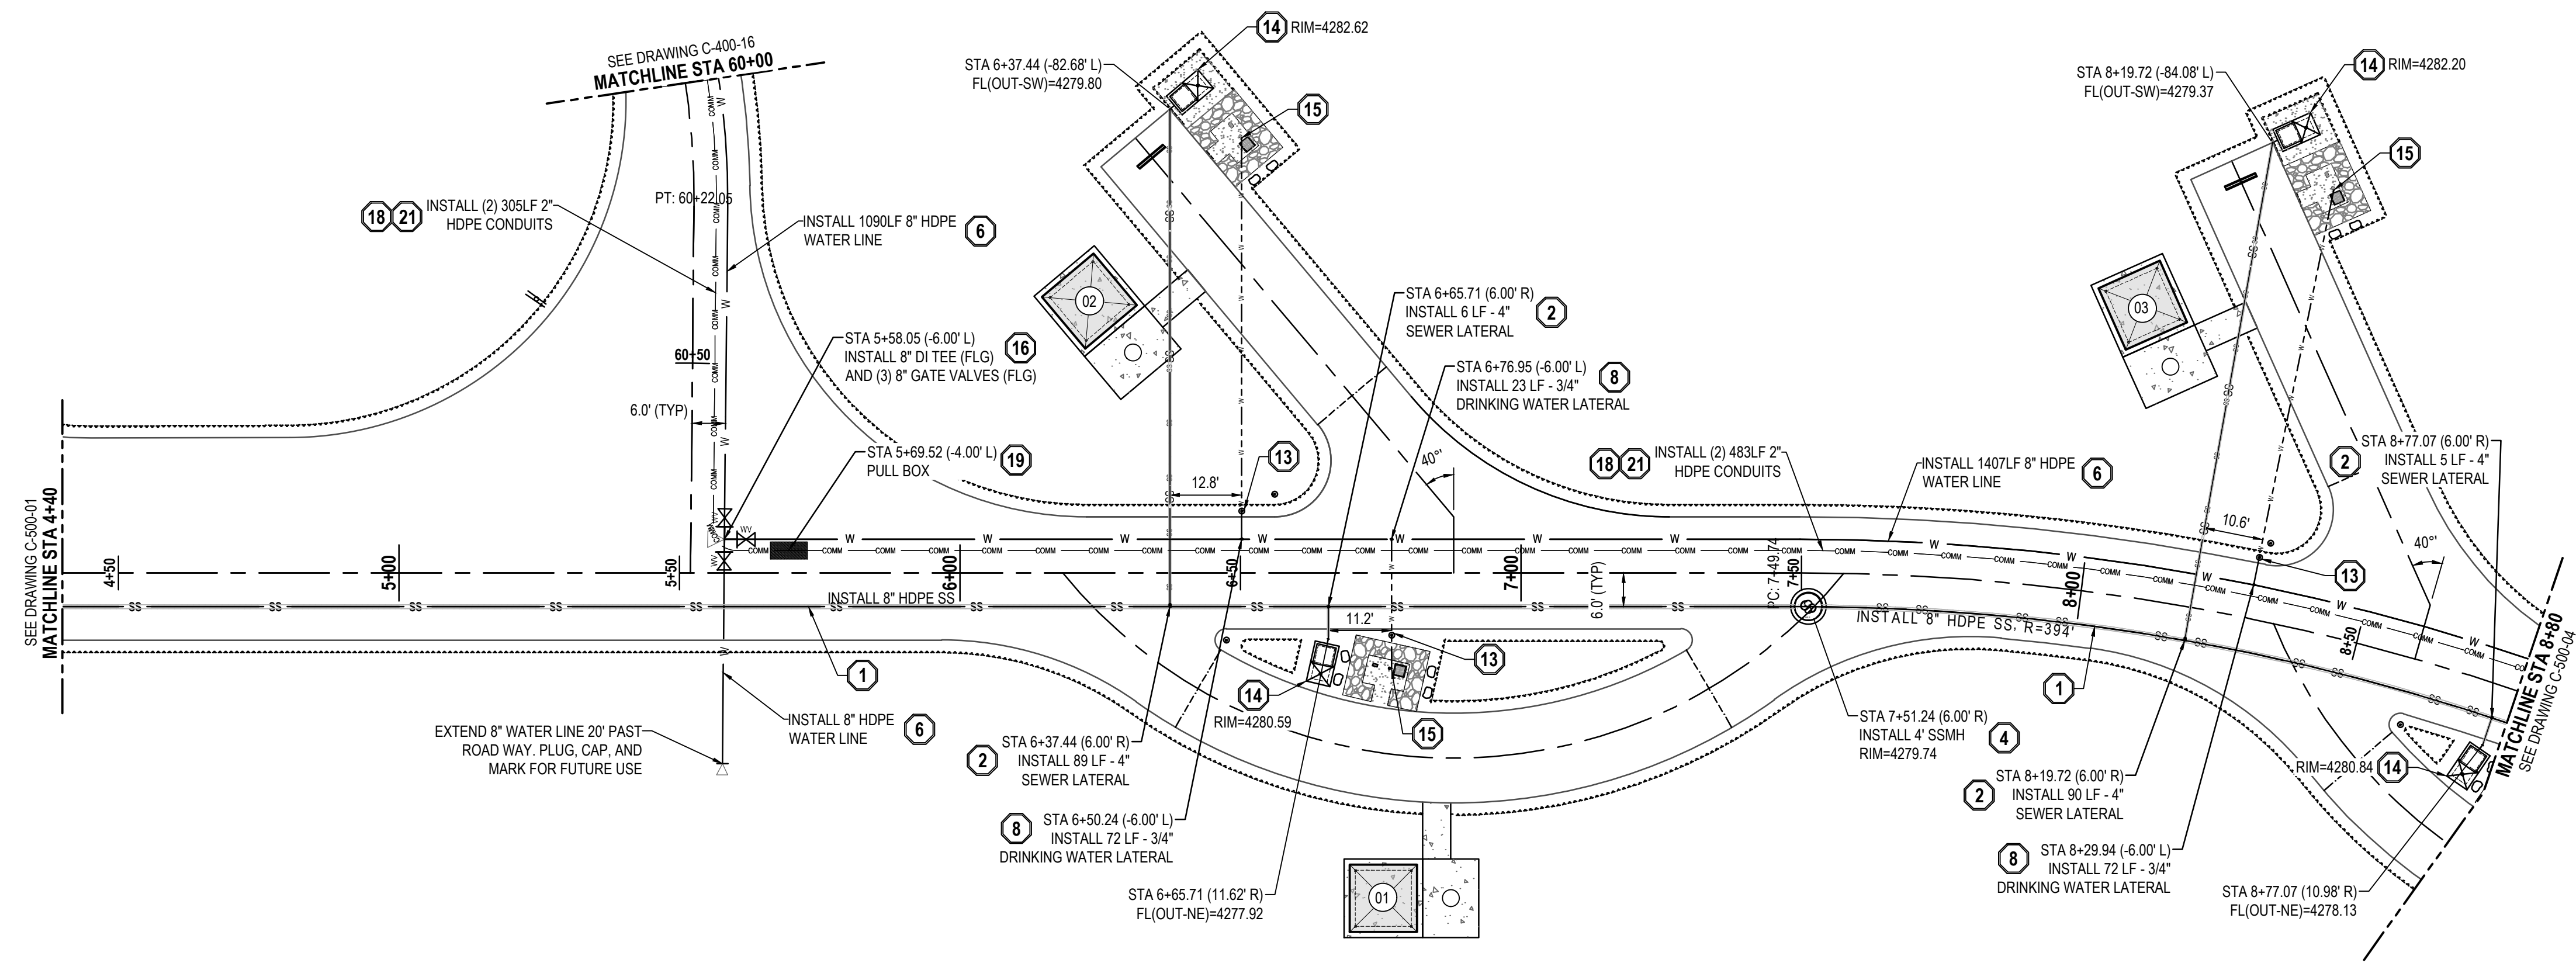 SEE DRAWING C-400-16
MATCHLINE STA 60+00
14
RIM=4282.62
STA 6+37.44 (-82.68' L)
FL(OUT-SW)=4279.80
15
STA 8+19.72 (-84.08' L)
FL(OUT-SW)=4279.37
14
RIM=4282.20
15
PT: 60+22.05
18
21
INSTALL (2) 305LF 2"
HDPE CONDUITS
INSTALL 1090LF 8" HDPE
WATER LINE
6
02
03
60+50
6.0' (TYP)
STA 5+58.05 (-6.00' L)
INSTALL 8" DI TEE (FLG)
AND (3) 8" GATE VALVES (FLG)
16
STA 6+65.71 (6.00' R)
INSTALL 6 LF - 4"
SEWER LATERAL
2
STA 6+76.95 (-6.00' L)
INSTALL 23 LF - 3/4"
DRINKING WATER LATERAL
8
STA 5+69.52 (-4.00' L)
PULL BOX
19
12.8'
13
40°
18
21
INSTALL (2) 483LF 2"
HDPE CONDUITS
INSTALL 1407LF 8" HDPE
WATER LINE
6
2
STA 8+77.07 (6.00' R)
INSTALL 5 LF - 4"
SEWER LATERAL
10.6'
40°
13
SEE DRAWING C-500-01
MATCHLINE STA 4+40
4+50
5+00
5+50
6+00
6+50
7+00
7+50
8+00
8+50
WV
WV
WV
W
COMM
SS
INSTALL 8" HDPE SS
6.0' (TYP)
PC: 7+49.74
INSTALL 8" HDPE SS, R=394'
11.2'
13
1
1
14
RIM=4280.59
15
EXTEND 8" WATER LINE 20' PAST
ROAD WAY. PLUG, CAP, AND
MARK FOR FUTURE USE
INSTALL 8" HDPE
WATER LINE
6
2
STA 6+37.44 (6.00' R)
INSTALL 89 LF - 4"
SEWER LATERAL
8
STA 6+50.24 (-6.00' L)
INSTALL 72 LF - 3/4"
DRINKING WATER LATERAL
STA 6+65.71 (11.62' R)
FL(OUT-NE)=4277.92
01
STA 7+51.24 (6.00' R)
INSTALL 4' SSMH
RIM=4279.74
4
2
STA 8+19.72 (6.00' R)
INSTALL 90 LF - 4"
SEWER LATERAL
8
STA 8+29.94 (-6.00' L)
INSTALL 72 LF - 3/4"
DRINKING WATER LATERAL
RIM=4280.84
14
STA 8+77.07 (10.98' R)
FL(OUT-NE)=4278.13
MATCHLINE STA 8+80
SEE DRAWING C-500-04